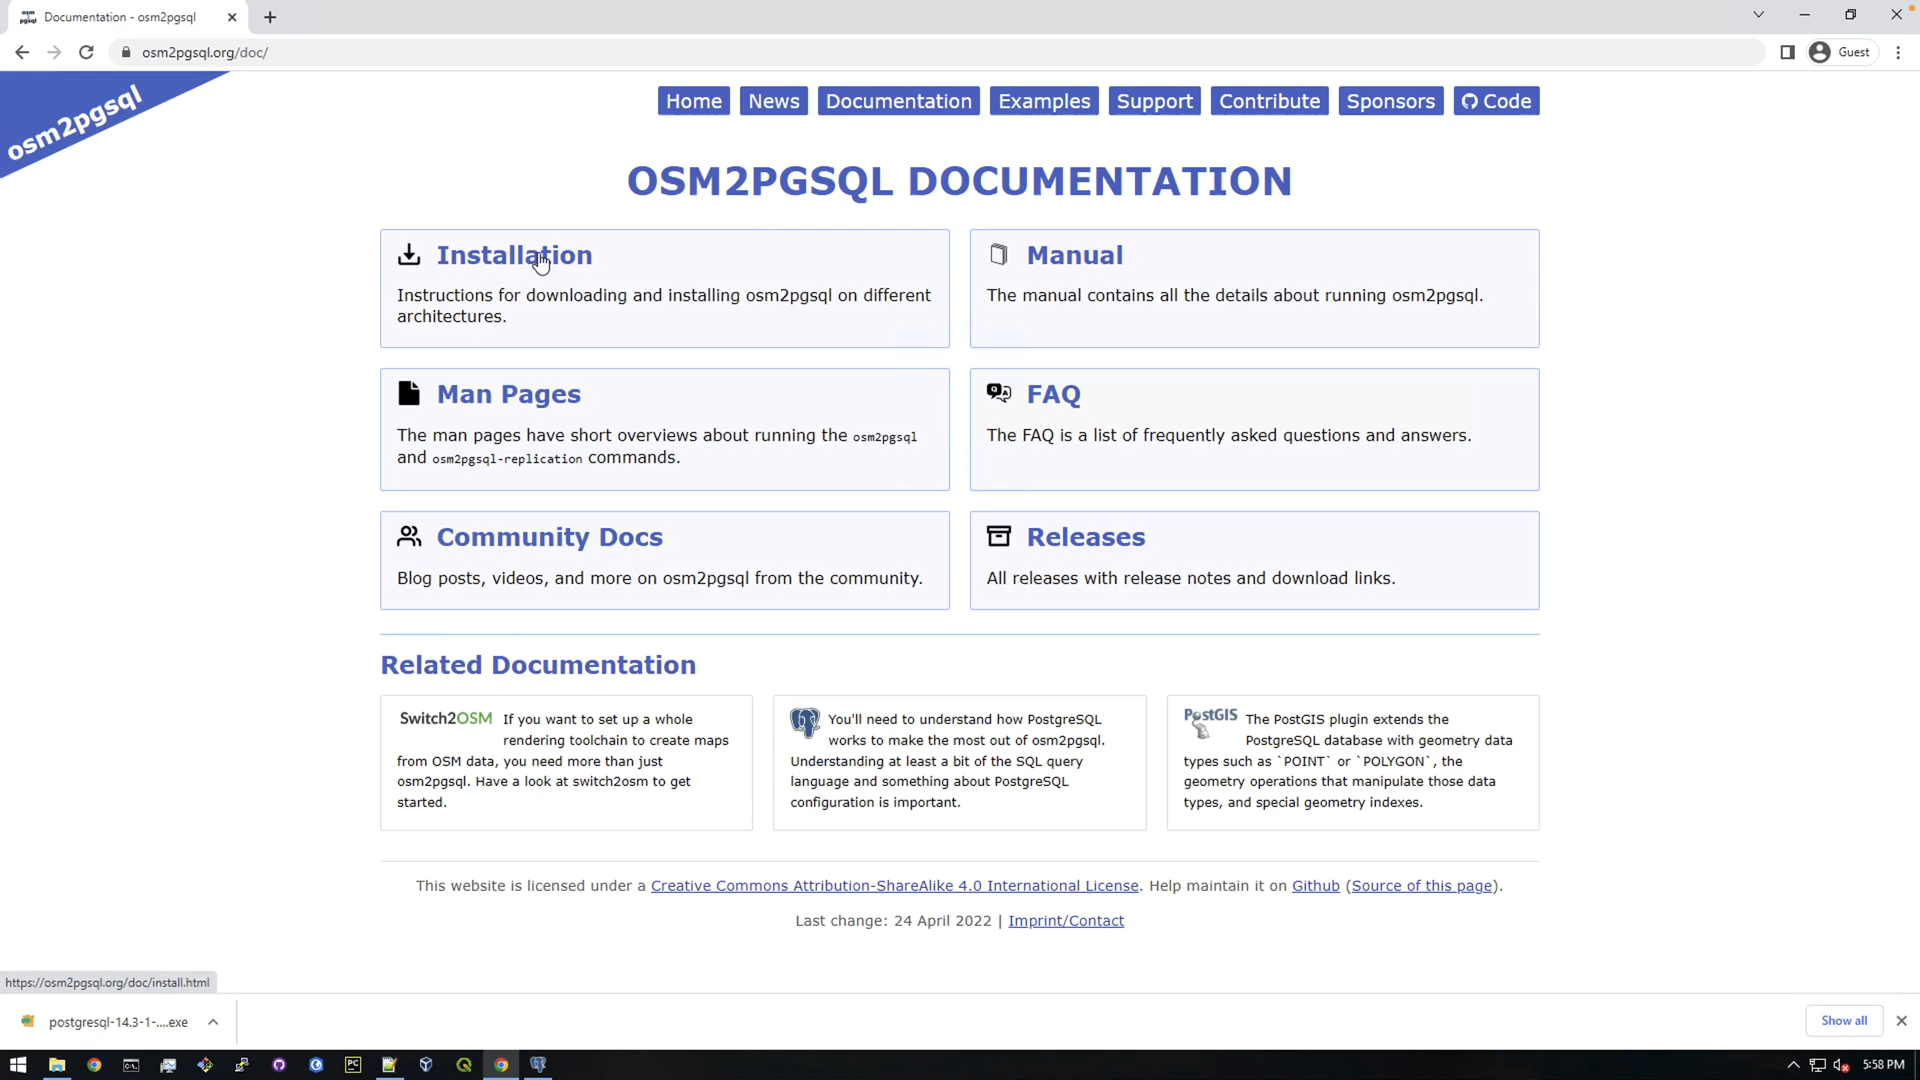 Documentation - osm2pgsql
osm2pgsql.org/doc/
Guest
osm2pgsql
Home
News
Documentation
Examples
Support
Contribute
Sponsors
Code
OSM2PGSQL DOCUMENTATION
Installation
Instructions for downloading and installing osm2pgsql on different
architectures.
Manual
The manual contains all the details about running osm2pgsql.
Man Pages
The man pages have short overviews about running the osm2pgsql
and osm2pgsql-replication commands.
FAQ
The FAQ is a list of frequently asked questions and answers.
Community Docs
Blog posts, videos, and more on osm2pgsql from the community.
Releases
All releases with release notes and download links.
Related Documentation
Switch2OSM If you want to set up a whole
rendering toolchain to create maps
from OSM data, you need more than just
osm2pgsql. Have a look at switch2osm to get
started.
You'll need to understand how PostgreSQL
works to make the most out of osm2pgsql.
Understanding at least a bit of the SQL query
language and something about PostgreSQL
configuration is important.
PostGIS The PostGIS plugin extends the
PostgreSQL database with geometry data
types such as `POINT` or `POLYGON`, the
geometry operations that manipulate those data
types, and special geometry indexes.
This website is licensed under a Creative Commons Attribution-ShareAlike 4.0 International License. Help maintain it on Github (Source of this page).
Last change: 24 April 2022 | Imprint/Contact
https://osm2pgsql.org/doc/install.html
postgresql-14.3-1-....exe
Show all
5:58 PM